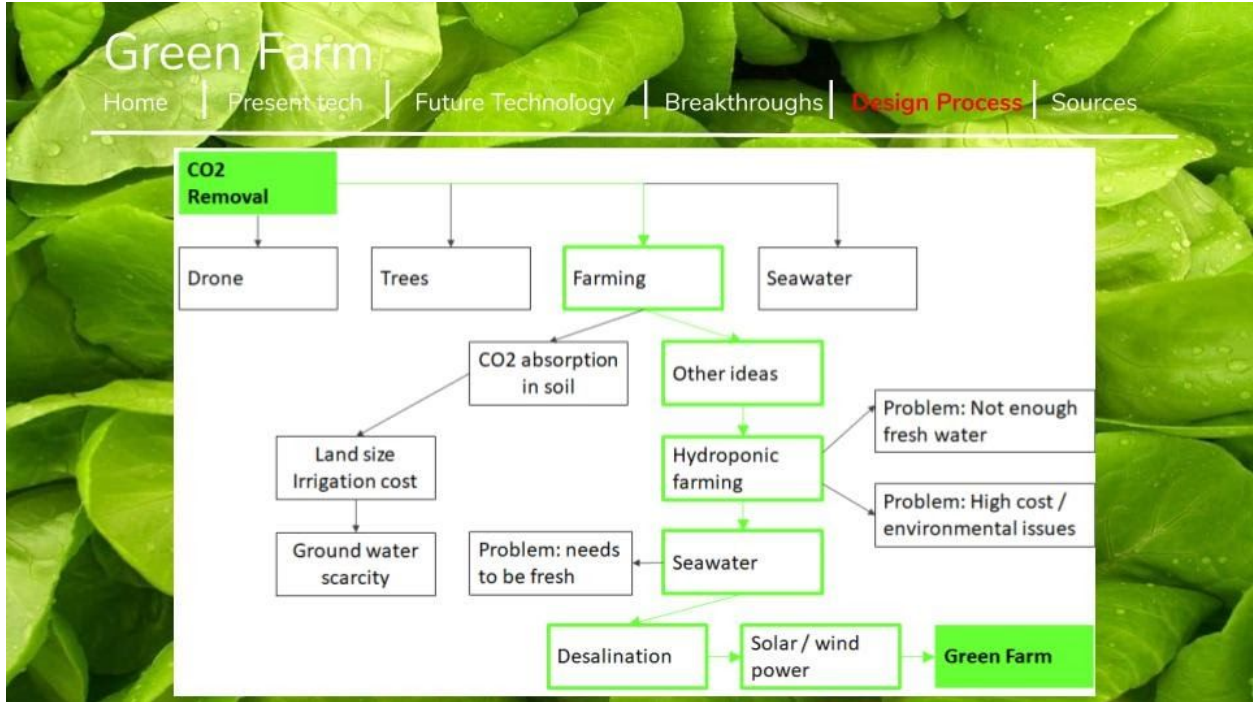 Green Farm
Home | Present tech | Future Technology | Breakthroughs | Design Process | Sources
CO2
Removal
Drone
Trees
Farming
Seawater
CO2 absorption
in soil
Other ideas
Problem: Not enough
fresh water
Land size
Irrigation cost
Hydroponic
farming
Problem: High cost /
environmental issues
Ground water
scarcity
Problem: needs
to be fresh
Seawater
Desalination
Solar / wind
power
Green Farm